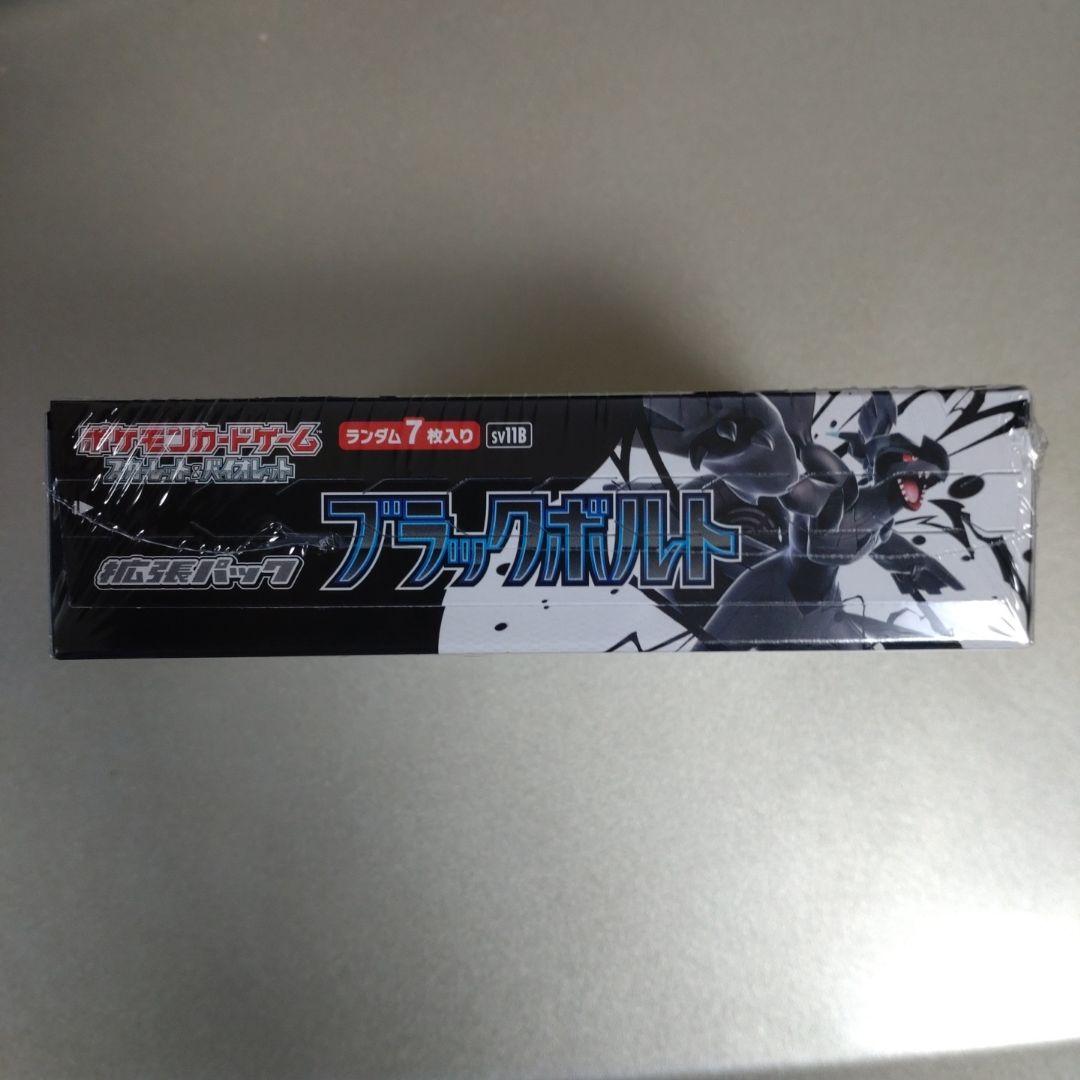 ポケモンカードゲーム
スカーレット&バイオレット
ランダム7枚入り
sv11B
ブラックボルト
拡張パック